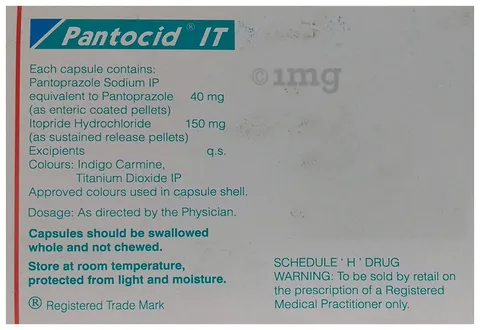 Pantocid ® IT
Each capsule contains:
Pantoprazole Sodium IP
equivalent to Pantoprazole 40 mg
(as enteric coated pellets)
Itopride Hydrochloride 150 mg
(as sustained release pellets)
Excipients q.s.
Colours: Indigo Carmine,
Titanium Dioxide IP
Approved colours used in capsule shell.
Dosage: As directed by the Physician.
Capsules should be swallowed
whole and not chewed.
Store at room temperature,
protected from light and moisture.
® Registered Trade Mark
© 1mg
SCHEDULE ' H ' DRUG
WARNING: To be sold by retail on
the prescription of a Registered
Medical Practitioner only.